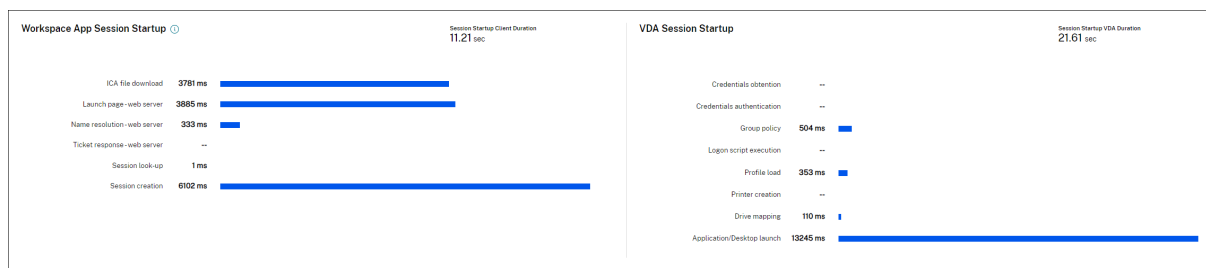 Workspace App Session Startup
Session Startup Client Duration
11.21 sec
ICA file download 3781 ms
Launch page-web server 3885 ms
Name resolution-web server 333 ms
Ticket response-web server --
Session look-up 1 ms
Session creation 6102 ms
VDA Session Startup
Session Startup VDA Duration
21.61 sec
Credentials obtention --
Credentials authentication --
Group policy 504 ms
Logon script execution --
Profile load 353 ms
Printer creation --
Drive mapping 110 ms
Application/Desktop launch 13245 ms